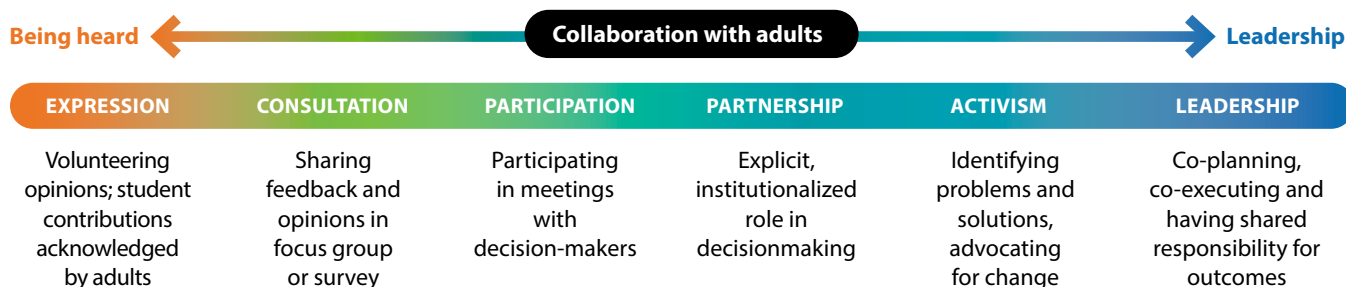 Being heard
Collaboration with adults
Leadership
EXPRESSION
CONSULTATION
PARTICIPATION
PARTNERSHIP
ACTIVISM
LEADERSHIP
Volunteering
opinions; student
contributions
acknowledged
by adults
Sharing
feedback and
opinions in
focus group
or survey
Participating
in meetings
with
decision-makers
Explicit,
institutionalized
role in
decisionmaking
Identifying
problems and
solutions,
advocating
for change
Co-planning,
co-executing and
having shared
responsibility for
outcomes